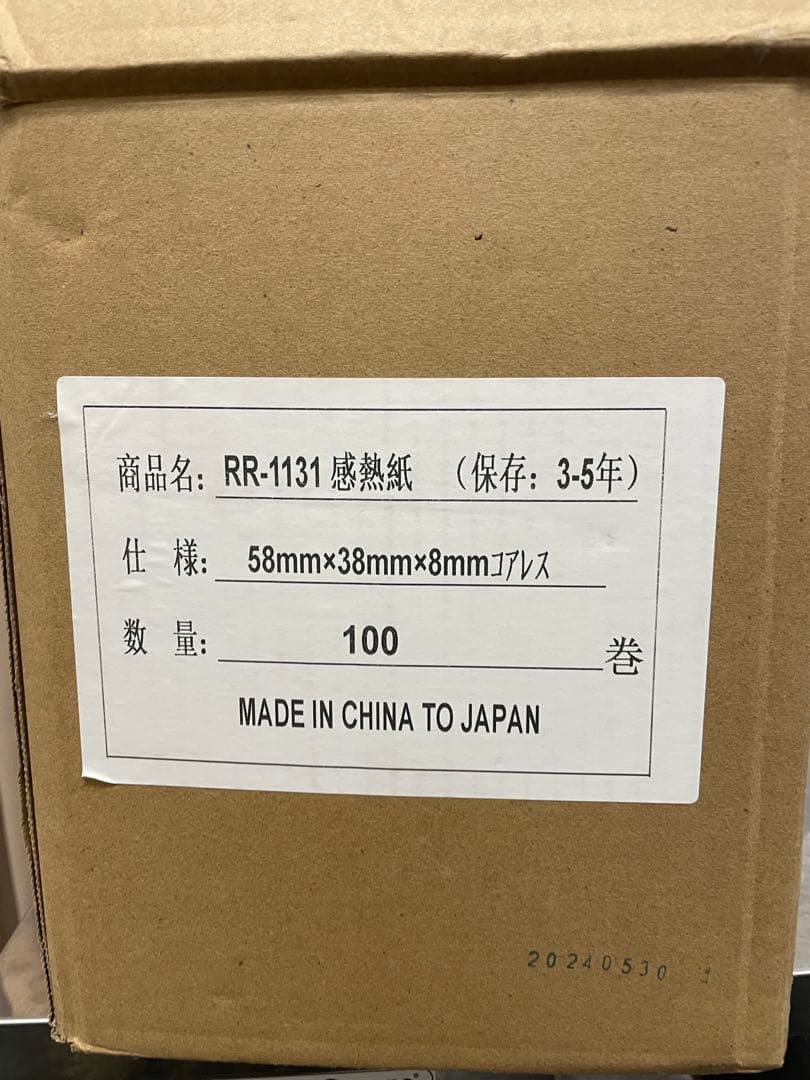 商品名: RR-1131 感熱紙 （保存: 3-5年）
仕 様: 58mm×38mm×8mmコアレス
数 量: 100 巻
MADE IN CHINA TO JAPAN
20240530 1